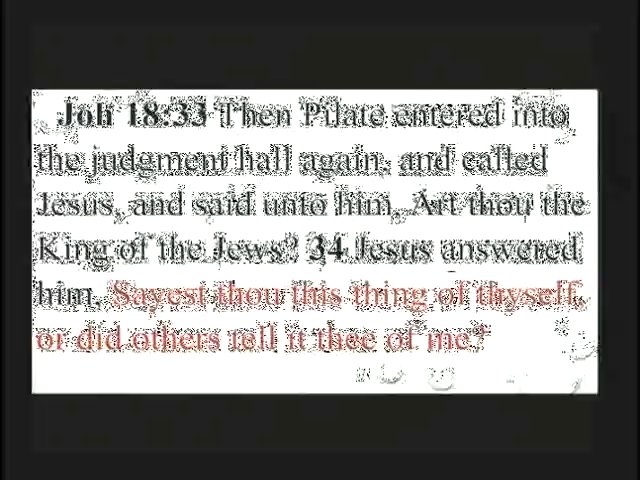 Joh 18:33 Then Pilate entered into
the judgment hall again, and called
Jesus, and said unto him, Art thou the
King of the Jews? 34 Jesus answered
him, Sayest thou this thing of thyself,
or did others tell it thee of me?